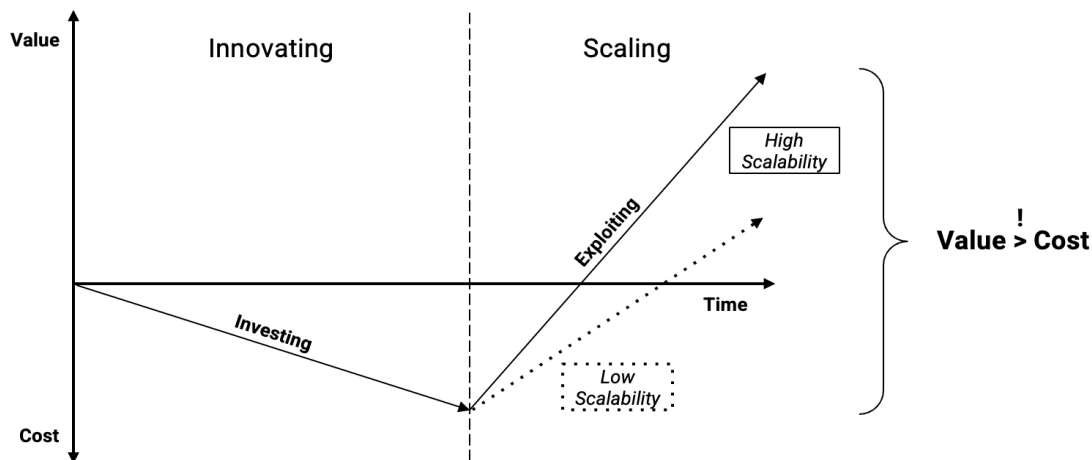 Value
Innovating
Scaling
High
Scalability
Exploiting
!
Value > Cost
Time
Investing
Low
Scalability
Cost